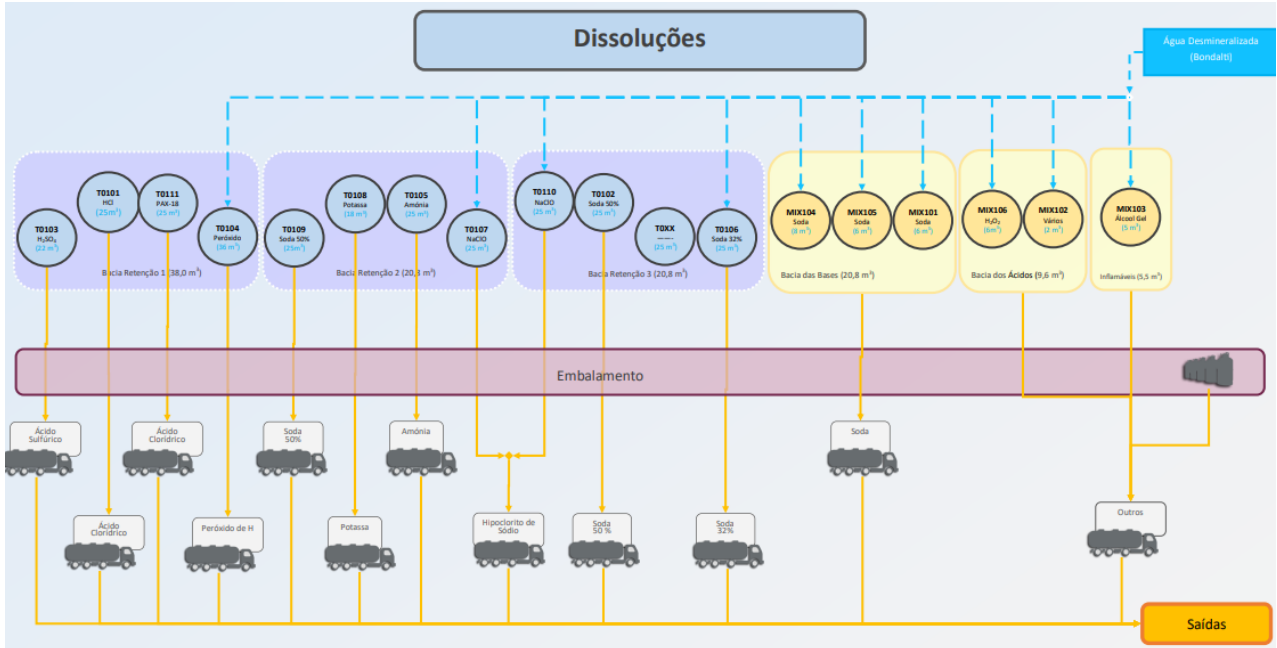 Dissoluções
Água Desmineralizada
(Bondalti)
T0103
H₂SO₄
(22 m³)
T0101
HCl
(25m³)
T0111
PAX-18
(25 m³)
T0104
Peróxido
(30 m³)
Bacia Retenção 1 (38,0 m³)
T0109
Soda 50%
(25m³)
T0108
Potassa
(18 m³)
T0105
Amónia
(25 m³)
T0107
NaClO
(25 m³)
Bacia Retenção 2 (20,8 m³)
T0110
NaClO
(25 m³)
T0102
Soda 50%
(25 m³)
T0XX
(25 m³)
T0106
Soda 32%
(25 m³)
Bacia Retenção 3 (20,8 m³)
MIX104
Soda
(8 m³)
MIX105
Soda
(6 m³)
MIX101
Soda
(6 m³)
Bacia das Bases (20,8 m³)
MIX106
H₂O₂
(6m³)
MIX102
Vários
(2 m³)
Bacia dos Ácidos (9,6 m³)
MIX103
Álcool Gel
(5 m³)
Inflamáveis (5,5 m³)
Embalamento
Ácido
Sulfúrico
Ácido
Clorídrico
Soda
50%
Amónia
Soda
Ácido
Clorídrico
Peróxido de H
Potassa
Hipoclorito de
Sódio
Soda
50 %
Soda
32%
Outros
Saídas